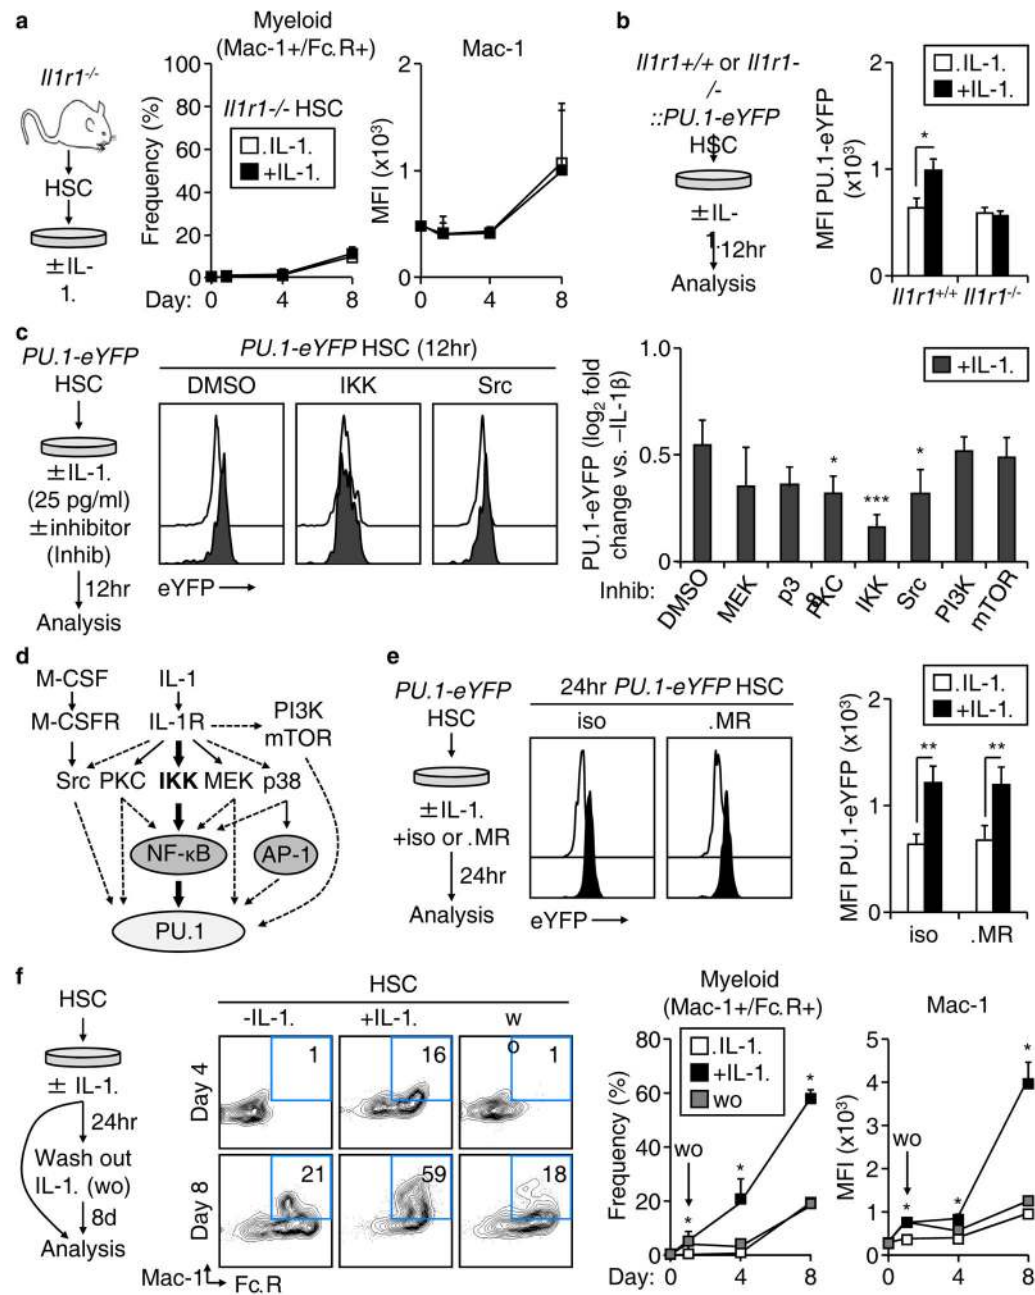 a
Il1r1-/-
HSC
±IL-
1.
Myeloid
(Mac-1+/Fc.R+)
Frequency (%)
100
80
60
40
20
0
Il1r1-/- HSC
.IL-1.
+IL-1.
Day: 0 4 8
Mac-1
MFI (x10³)
2
1
0
0 4 8
b
Il1r1+/+ or Il1r1-
/-
::PU.1-eYFP
HSC
±IL-
1.
12hr
Analysis
MFI PU.1-eYFP
(x10³)
2
1
0
.IL-1.
+IL-1.
*
Il1r1+/+ Il1r1-/-
c
PU.1-eYFP
HSC
±IL-1.
(25 pg/ml)
±inhibitor
(Inhib)
12hr
Analysis
PU.1-eYFP HSC (12hr)
DMSO IKK Src
eYFP
PU.1-eYFP (log₂ fold
change vs. –IL-1β)
1.0
0.5
0
+IL-1.
* *** *
Inhib: DMSO MEK p3
8 PKC IKK Src PI3K mTOR
d
M-CSF IL-1
M-CSFR IL-1R PI3K
mTOR
Src PKC IKK MEK p38
NF-κB AP-1
PU.1
e
PU.1-eYFP
HSC
±IL-1.
+iso or .MR
24hr
Analysis
24hr PU.1-eYFP HSC
iso .MR
eYFP
MFI PU.1-eYFP (x10³)
2
1
0
.IL-1.
+IL-1.
** **
iso .MR
f
HSC
± IL-1.
24hr
Wash out
IL-1. (wo)
8d
Analysis
HSC
-IL-1. +IL-1. w
o
Day 4
1 16 1
Day 8
21 59 18
Mac-1
Fc.R
Myeloid
(Mac-1+/Fc.R+)
Frequency (%)
80
60
40
20
0
.IL-1.
+IL-1.
wo
wo
* * *
Day: 0 4 8
Mac-1
MFI (x10³)
5
4
3
2
1
0
wo
* * *
0 4 8